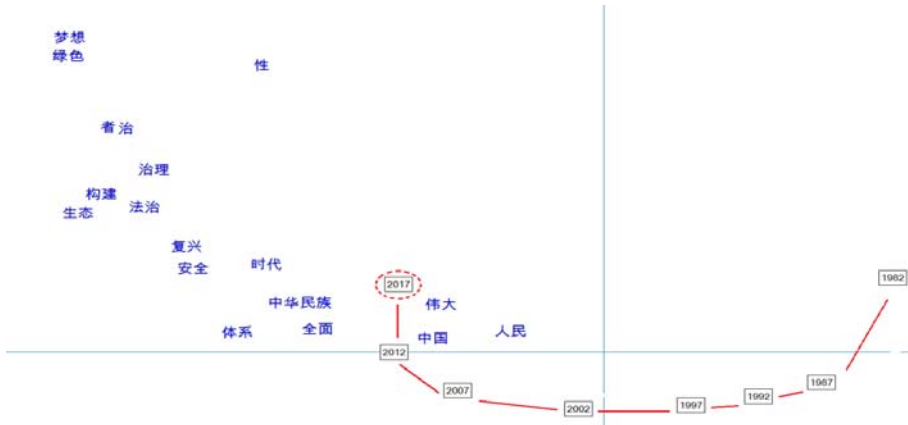 梦想
绿色
性
者 治
治理
构建
生态
法治
复兴
安全
时代
2017
1982
中华民族
伟大
体系
全面
中国
人民
2012
2007
2002
1997
1992
1987